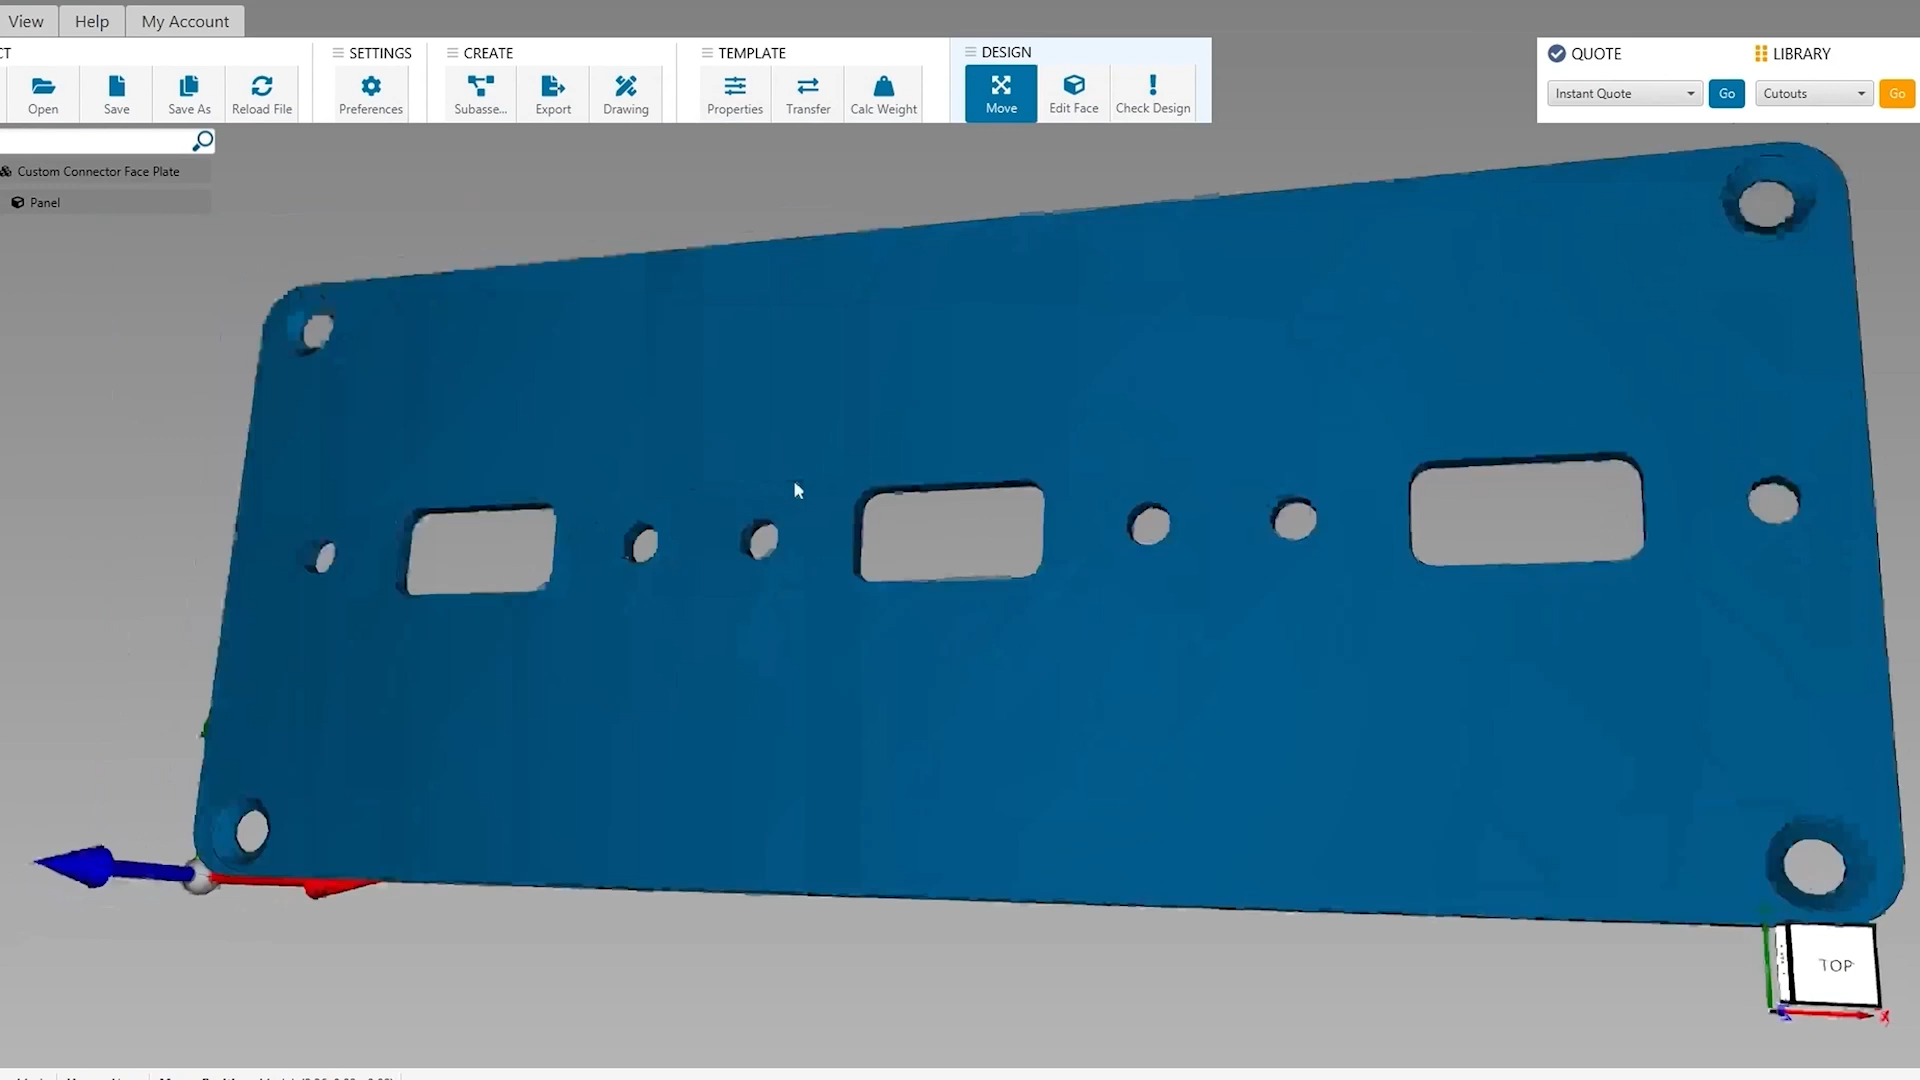 View Help My Account
CT SETTINGS CREATE TEMPLATE DESIGN QUOTE LIBRARY
Open Save Save As Reload File Preferences Subasse... Export Drawing Properties Transfer Calc Weight Move Edit Face Check Design Instant Quote Go Cutouts Go
Custom Connector Face Plate
Panel
TOP
X